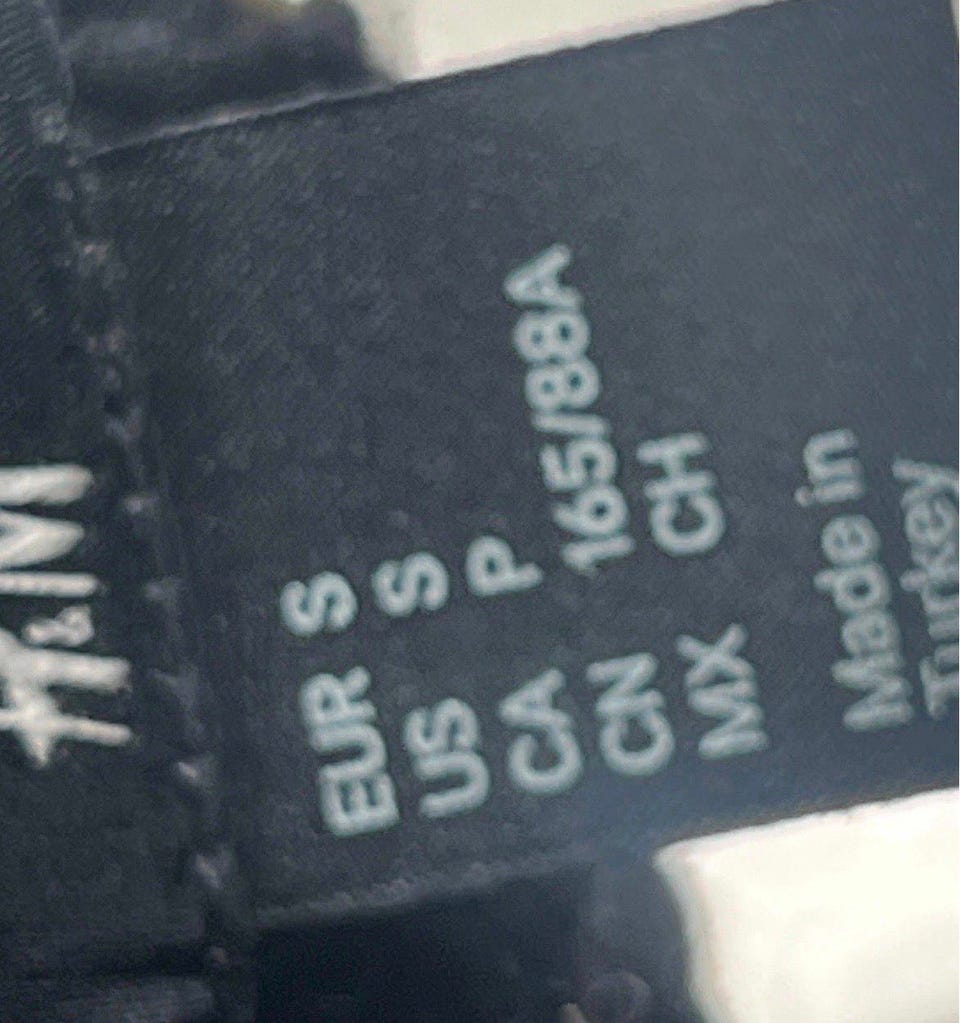 H&M
EUR S
US S
CA P
CN 165/88A
MX CH
Made in
Turkey